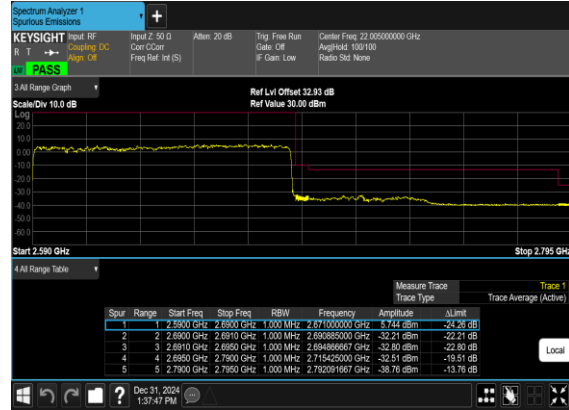 Spectrum Analyzer 1
Spurious Emissions
+
KEYSIGHT Input: RF Input Z: 50 Ω Atten: 20 dB Trig: Free Run Center Freq: 22.005000000 GHz
R T Coupling: DC Corr CCorr Gate: Off Avg|Hold: 100/100
Align: Off Freq Ref: Int (S) IF Gain: Low Radio Std: None
PASS
3 All Range Graph
Ref Lvl Offset 32.93 dB
Scale/Div 10.0 dB Ref Value 30.00 dBm
Log
20.0
10.0
0.00
-10.0
-20.0
-30.0
-40.0
-50.0
-60.0
Start 2.590 GHz Stop 2.795 GHz
4 All Range Table
Measure Trace Trace 1
Trace Type Trace Average (Active)
Spur Range Start Freq Stop Freq RBW Frequency Amplitude ΔLimit
1 1 2.5900 GHz 2.6900 GHz 1.000 MHz 2.671000000 GHz 5.744 dBm -24.26 dB
2 2 2.6900 GHz 2.6910 GHz 1.000 MHz 2.690885000 GHz -32.21 dBm -22.21 dB
3 3 2.6910 GHz 2.6950 GHz 1.000 MHz 2.694866667 GHz -32.80 dBm -22.80 dB
4 4 2.6950 GHz 2.7900 GHz 1.000 MHz 2.715425000 GHz -32.51 dBm -19.51 dB
5 5 2.7900 GHz 2.7950 GHz 1.000 MHz 2.792091667 GHz -38.76 dBm -13.76 dB
Local
? Dec 31, 2024
1:37:47 PM